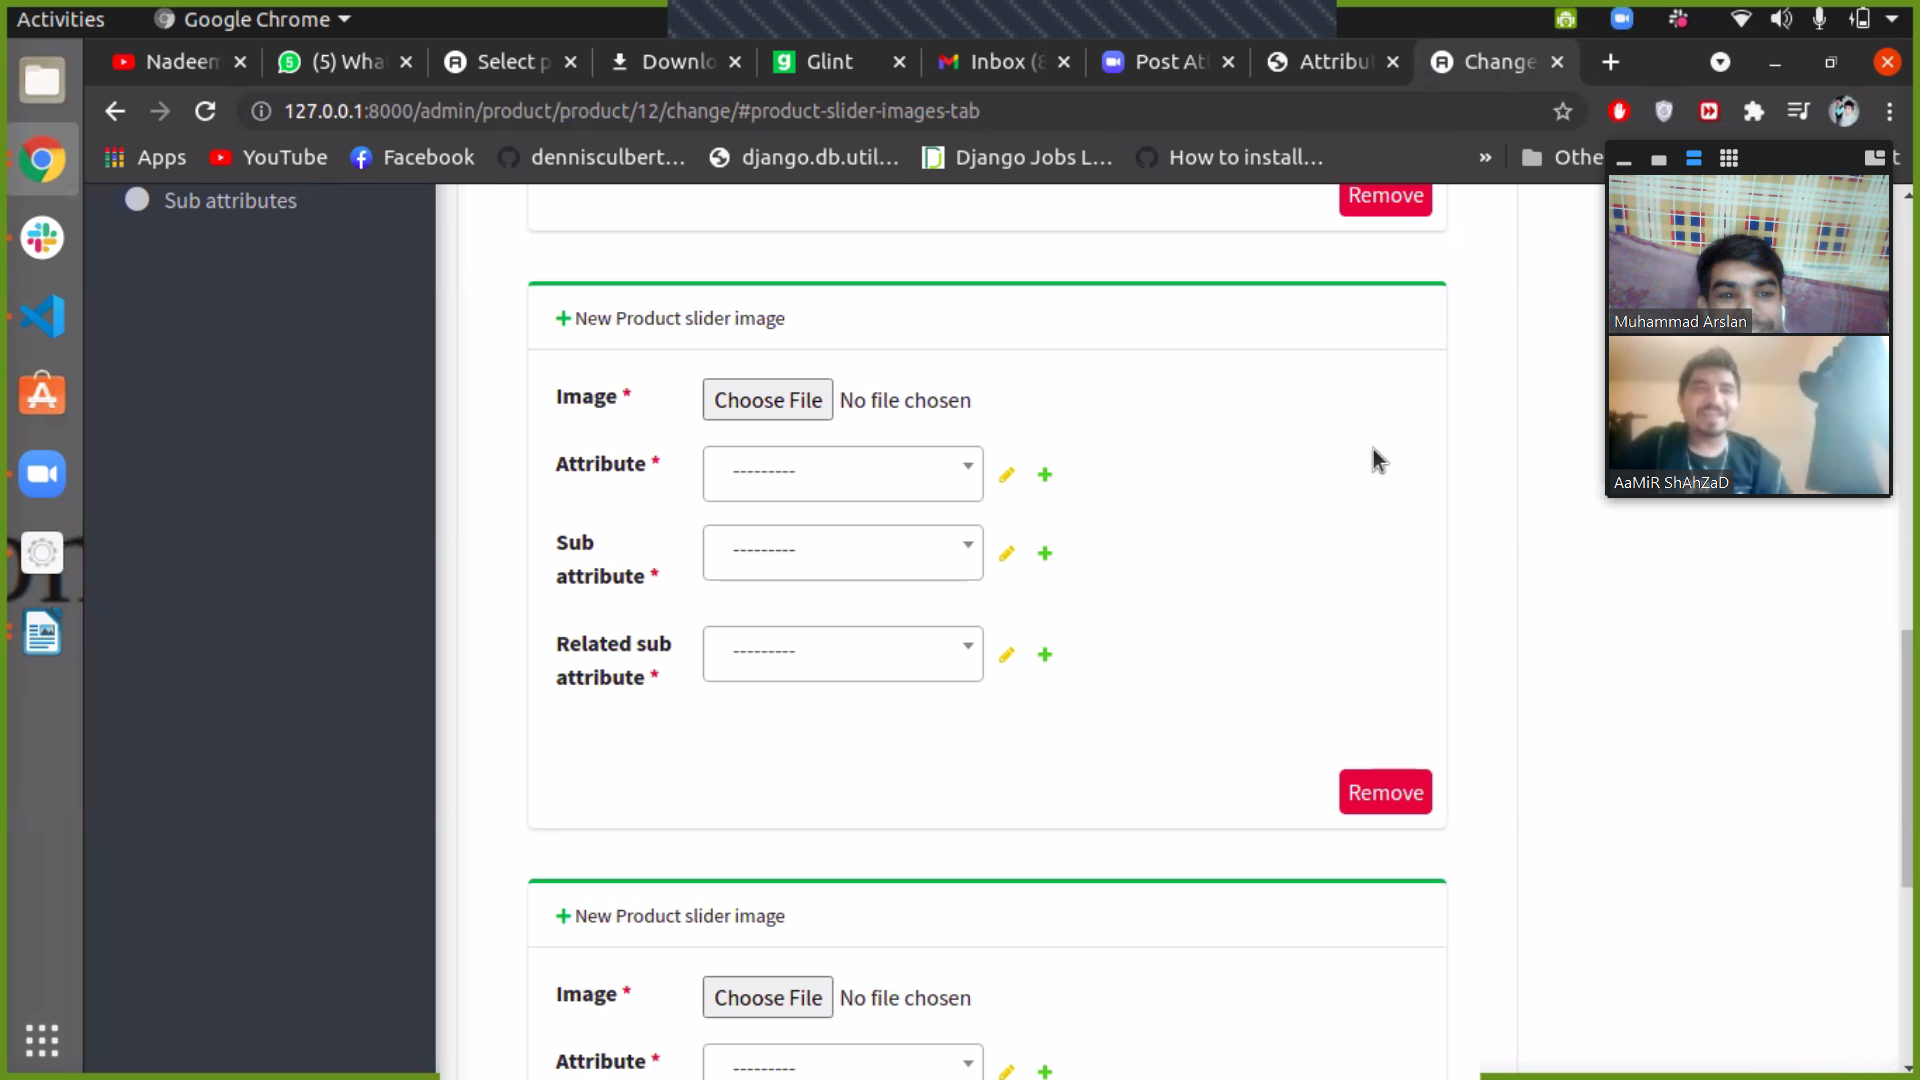 Activities Google Chrome
Nadeem (5) Wha Select p Downlo Glint Inbox (8 Post At Attribut Change
127.0.0.1:8000/admin/product/product/12/change/#product-slider-images-tab
Apps YouTube Facebook dennisculbert... django.db.util... Django Jobs L... How to install... » Othe
Sub attributes
Remove
Muhammad Arslan
AaMiR ShAhZaD
New Product slider image
Image *
Choose File No file chosen
Attribute * ---------
Sub attribute * ---------
Related sub attribute * ---------
Remove
New Product slider image
Image *
Choose File No file chosen
Attribute * ---------